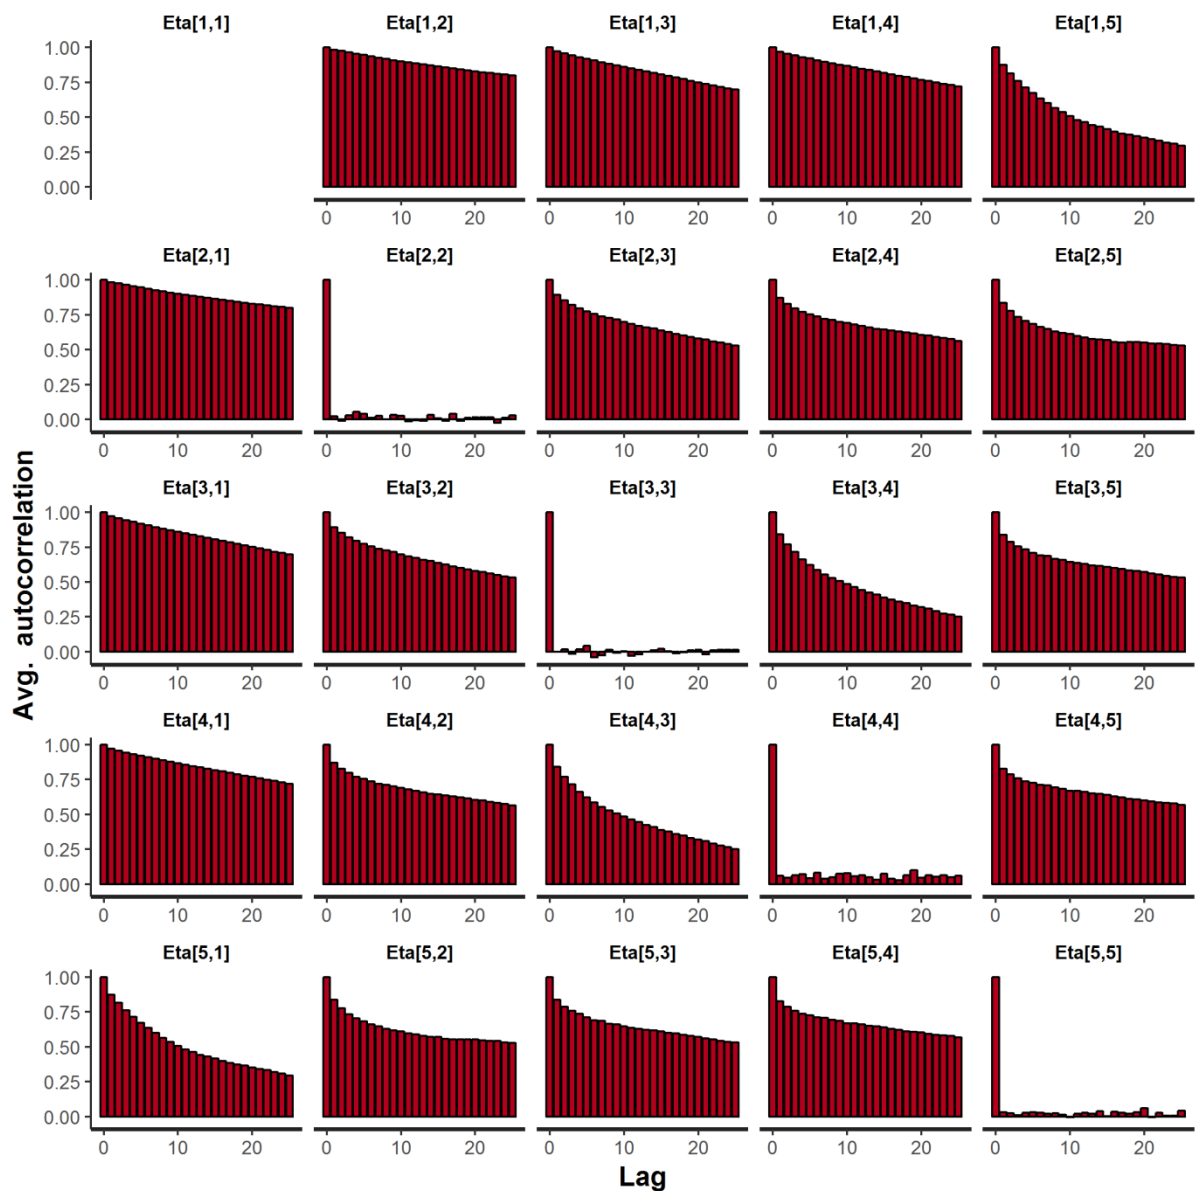 Eta[1,1] Eta[1,2] Eta[1,3] Eta[1,4] Eta[1,5]
1.00
0.75
0.50
0.25
0.00
0 10 20 0 10 20 0 10 20 0 10 20
Eta[2,1] Eta[2,2] Eta[2,3] Eta[2,4] Eta[2,5]
1.00
0.75
0.50
0.25
0.00
0 10 20 0 10 20 0 10 20 0 10 20 0 10 20
Eta[3,1] Eta[3,2] Eta[3,3] Eta[3,4] Eta[3,5]
1.00
0.75
0.50
0.25
0.00
0 10 20 0 10 20 0 10 20 0 10 20 0 10 20
Eta[4,1] Eta[4,2] Eta[4,3] Eta[4,4] Eta[4,5]
1.00
0.75
0.50
0.25
0.00
0 10 20 0 10 20 0 10 20 0 10 20 0 10 20
Eta[5,1] Eta[5,2] Eta[5,3] Eta[5,4] Eta[5,5]
1.00
0.75
0.50
0.25
0.00
0 10 20 0 10 20 0 10 20 0 10 20 0 10 20
Avg. autocorrelation
Lag